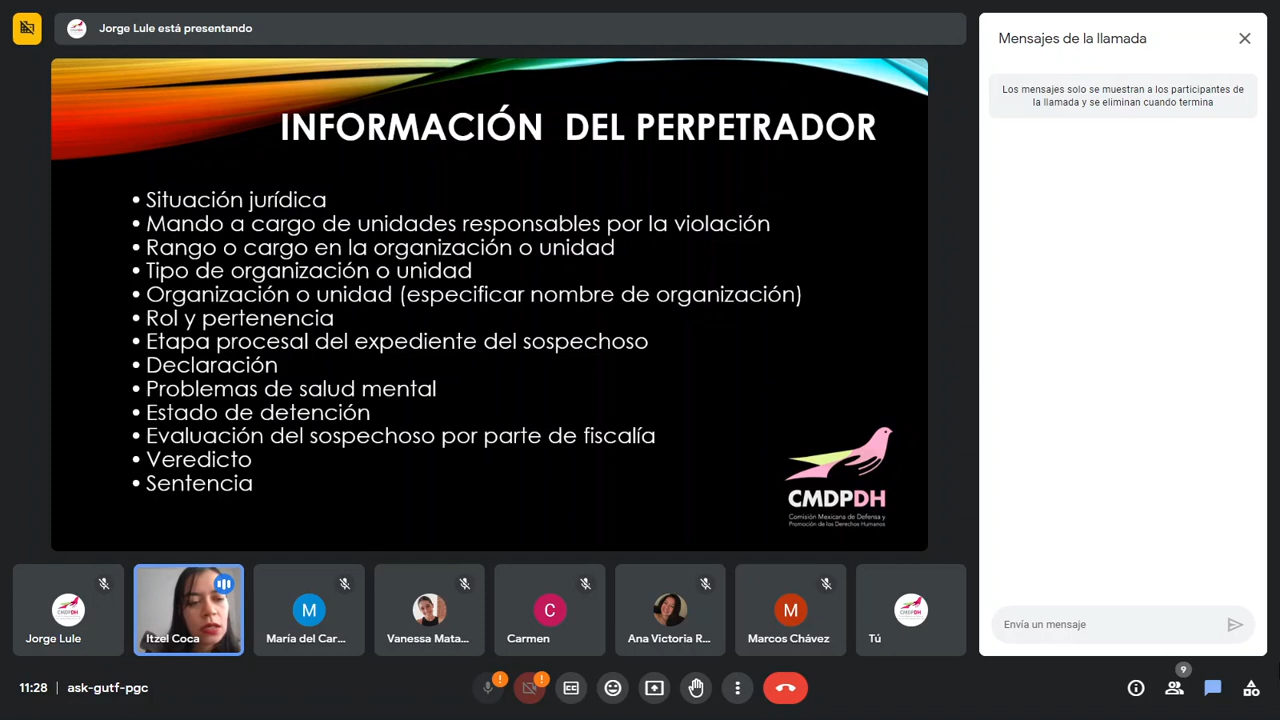 Jorge Lule está presentando
Mensajes de la llamada
Los mensajes solo se muestran a los participantes de
la llamada y se eliminan cuando termina
INFORMACIÓN DEL PERPETRADOR
• Situación jurídica
• Mando a cargo de unidades responsables por la violación
• Rango o cargo en la organización o unidad
• Tipo de organización o unidad
• Organización o unidad (especificar nombre de organización)
• Rol y pertenencia
• Etapa procesal del expediente del sospechoso
• Declaración
• Problemas de salud mental
• Estado de detención
• Evaluación del sospechoso por parte de fiscalía
• Veredicto
• Sentencia
CMDPDH
Comisión Mexicana de Defensa y
Promoción de los Derechos Humanos
CMDPDH
Jorge Lule
Itzel Coca
M
María del Car...
Vanessa Mata...
C
Carmen
Ana Victoria R...
M
Marcos Chávez
CMDPDH
Tú
Envía un mensaje
11:28 | ask-gutf-pgc
CC
9